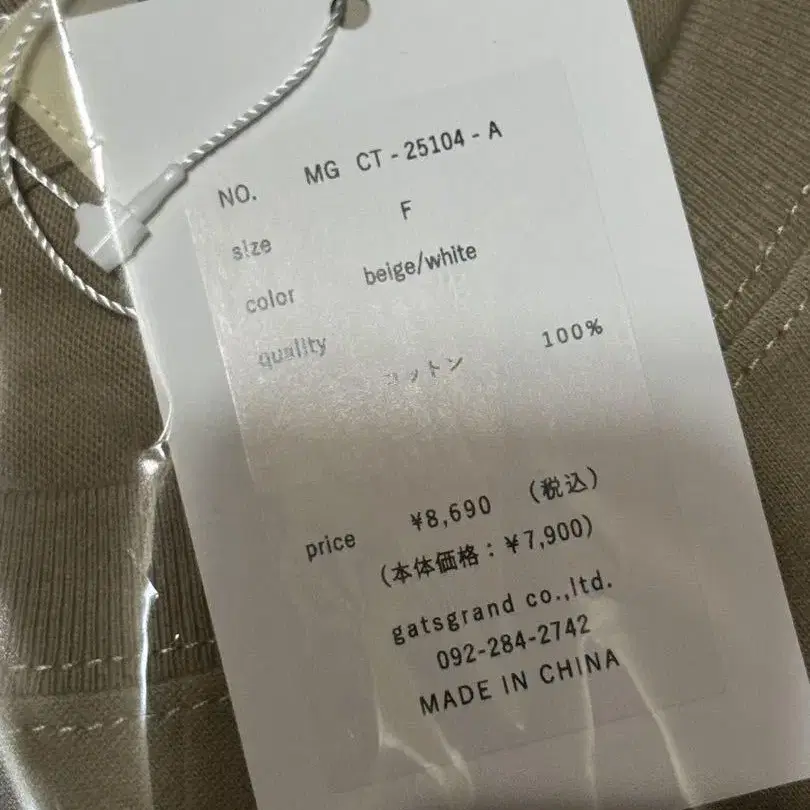 NO. MG CT-25104-A
size F
color beige/white
quality
コットン 100%
price ¥8,690 (税込)
(本体価格:¥7,900)
gatsgrand co.,ltd.
092-284-2742
MADE IN CHINA